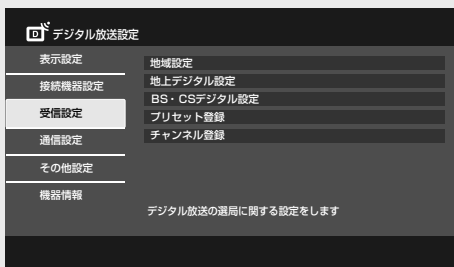 D デジタル放送設定
表示設定
接続機器設定
受信設定
通信設定
その他設定
機器情報
地域設定
地上デジタル設定
BS・CSデジタル設定
プリセット登録
チャンネル登録
デジタル放送の選局に関する設定をします